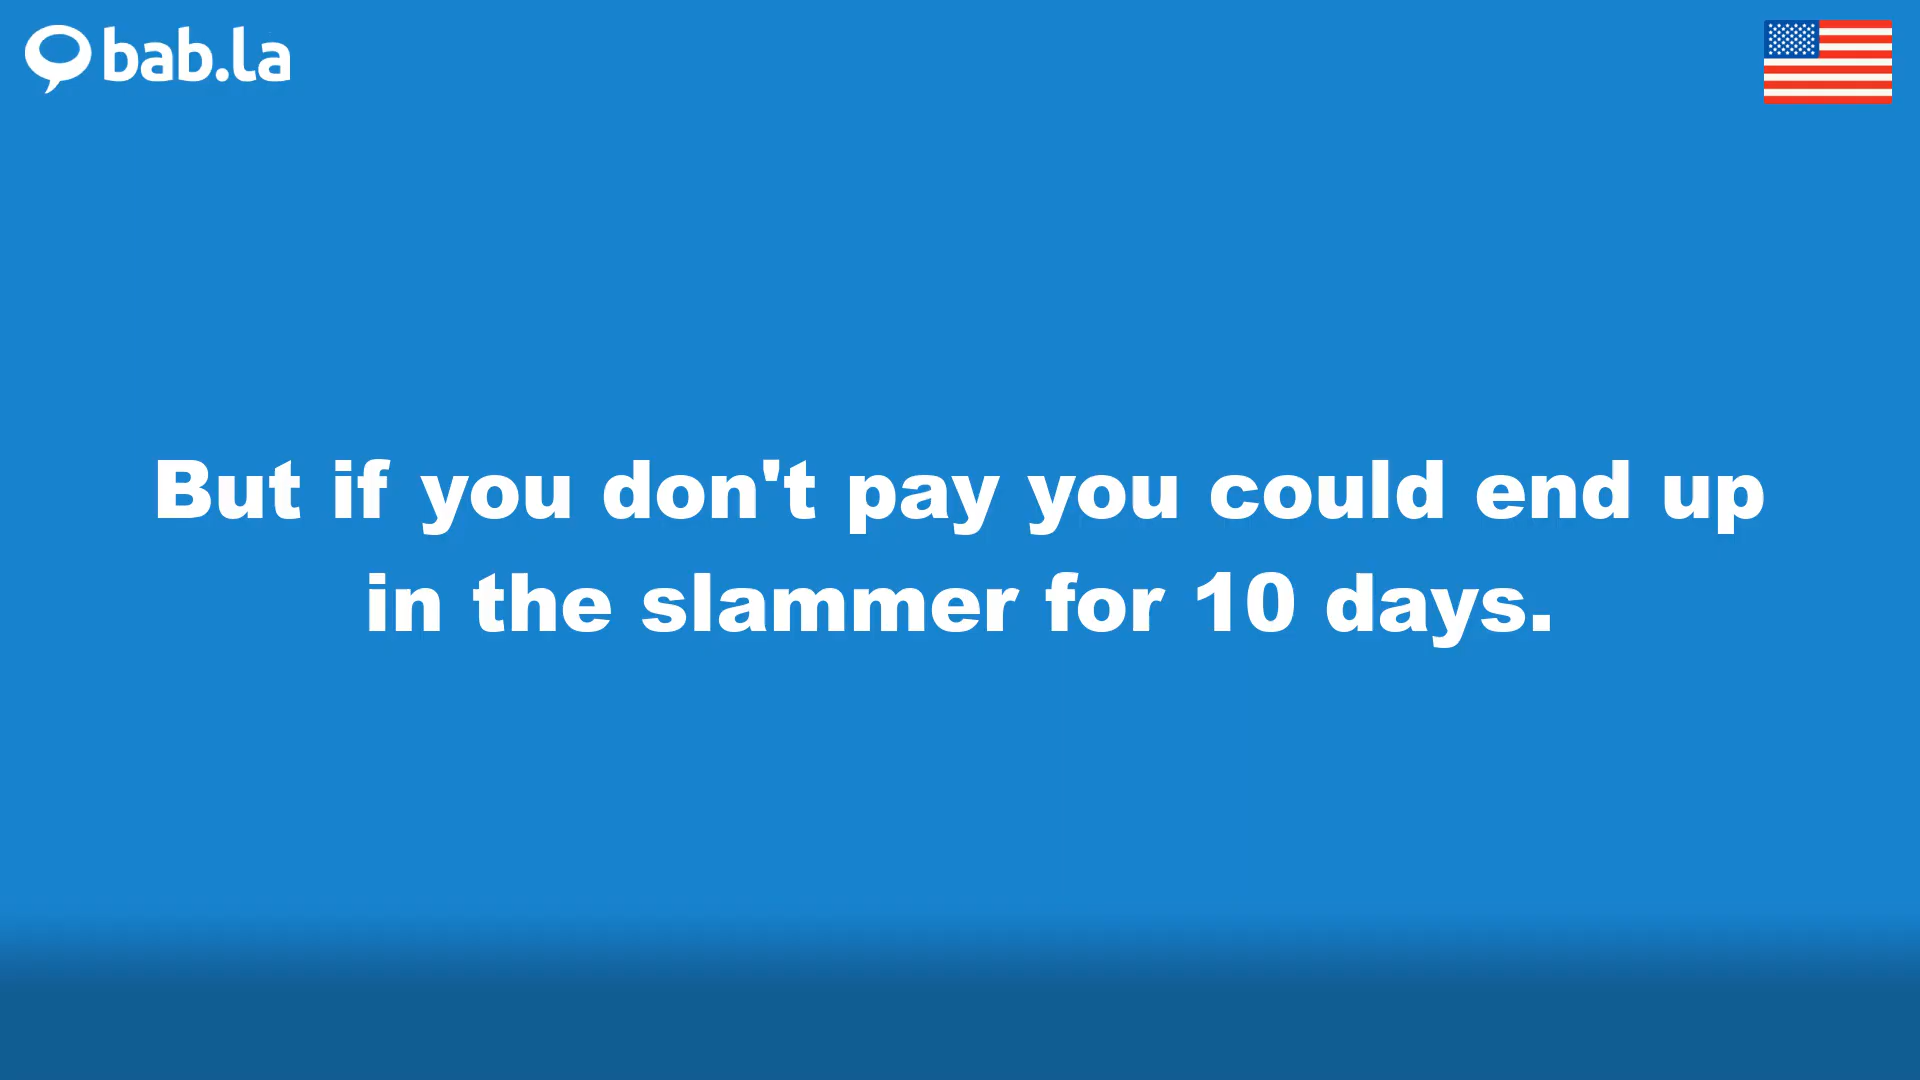 bab.la
But if you don't pay you could end up
in the slammer for 10 days.